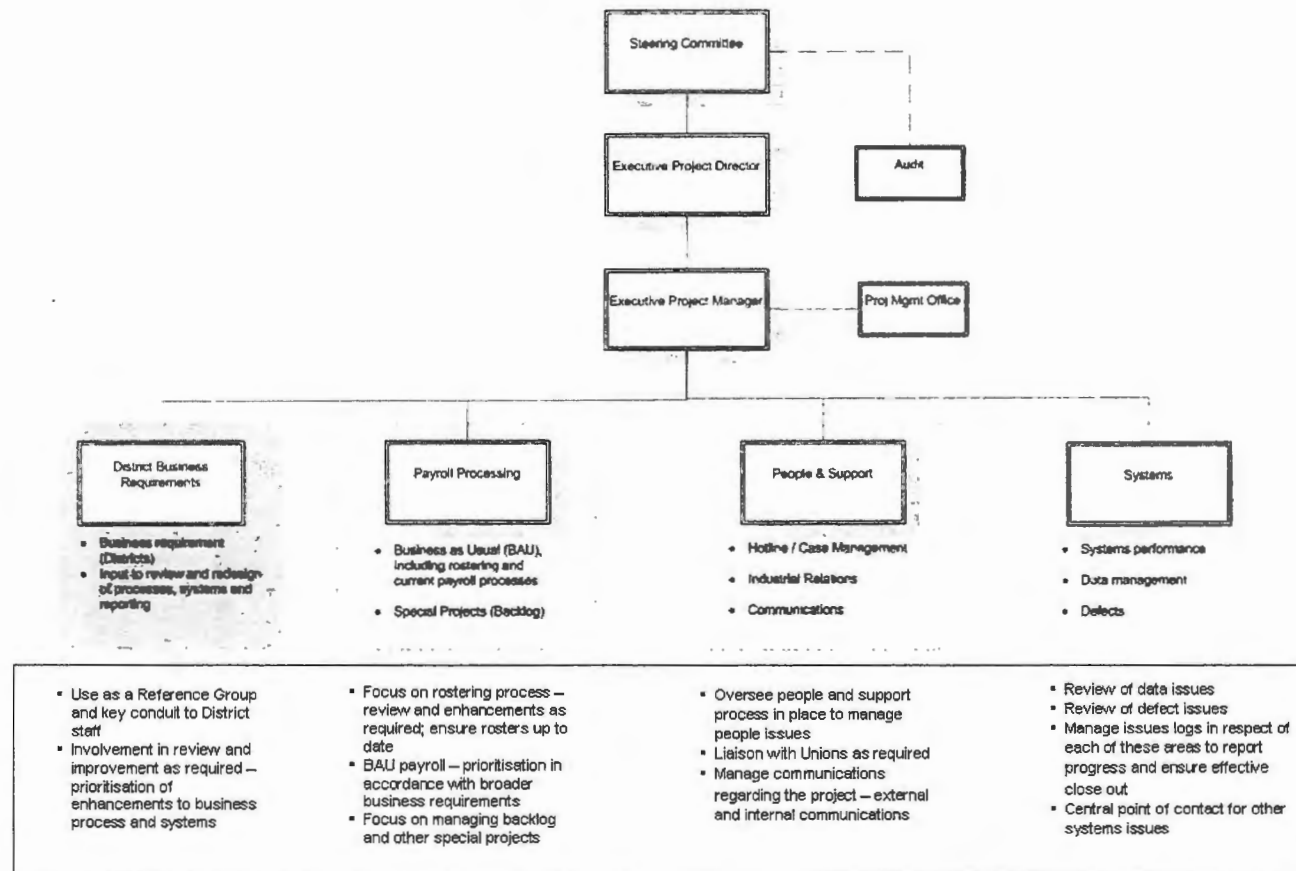 Steering Committee
Executive Project Director
Audit
Executive Project Manager
Proj Mgmt Office
District Business
Requirements
Payroll Processing
People & Support
Systems
• Business requirement
(Districts)
• Input to review and redesign
of processes, systems and
reporting
• Business as Usual (BAU),
including rostering and
current payroll processes
• Special Projects (Backlog)
• Hotline / Case Management
• Industrial Relations
• Communications
• Systems performance
• Data management
• Defects
▪ Use as a Reference Group
and key conduit to District
staff
▪ Involvement in review and
improvement as required –
prioritisation of
enhancements to business
process and systems
▪ Focus on rostering process –
review and enhancements as
required; ensure rosters up to
date
▪ BAU payroll – prioritisation in
accordance with broader
business requirements
▪ Focus on managing backlog
and other special projects
▪ Oversee people and support
process in place to manage
people issues
▪ Liaison with Unions as required
▪ Manage communications
regarding the project – external
and internal communications
▪ Review of data issues
▪ Review of defect issues
▪ Manage issues logs in respect of
each of these areas to report
progress and ensure effective
close out
▪ Central point of contact for other
systems issues